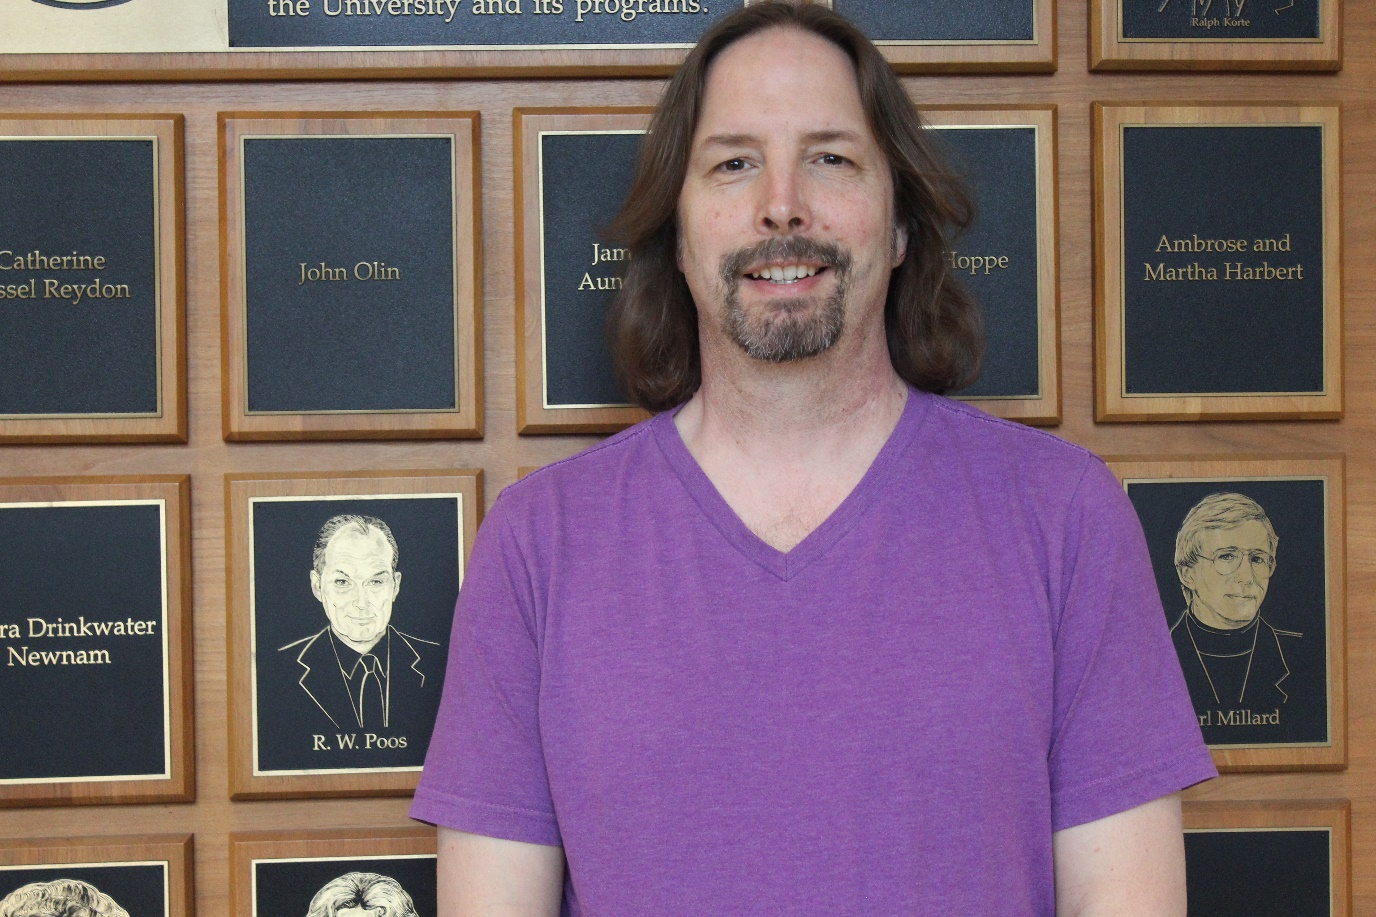 the University and its programs.
Ralph Korte
Catherine
ssel Reydon
John Olin
Jam
Aun
Hoppe
Ambrose and
Martha Harbert
ra Drinkwater
Newnam
R. W. Poos
rl Millard